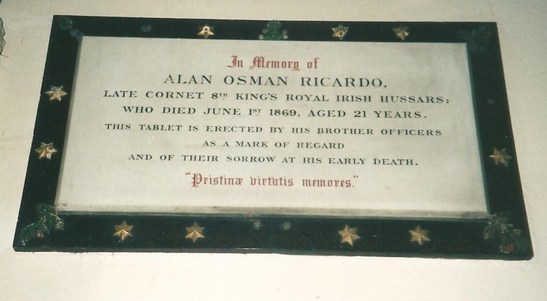 In Memory of
ALAN OSMAN RICARDO,
LATE CORNET 8TH KING'S ROYAL IRISH HUSSARS;
WHO DIED JUNE 1ST 1869, AGED 21 YEARS.
THIS TABLET IS ERECTED BY HIS BROTHER OFFICERS
AS A MARK OF REGARD
AND OF THEIR SORROW AT HIS EARLY DEATH.
"Pristinæ virtutis memores."